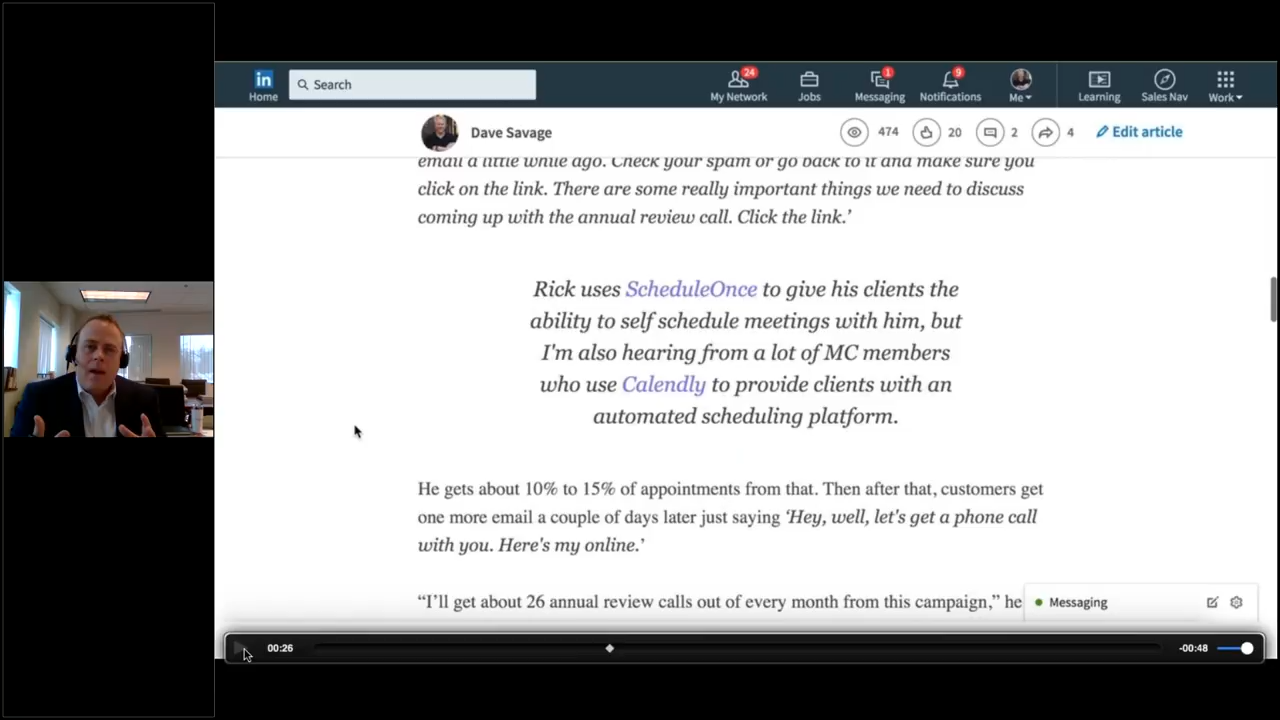 in
Home
Search
24
My Network
Jobs
1
Messaging
9
Notifications
Me
Learning
Sales Nav
Work
Dave Savage
474
20
2
4
Edit article
email a little while ago. Check your spam or go back to it and make sure you
click on the link. There are some really important things we need to discuss
coming up with the annual review call. Click the link.’
Rick uses ScheduleOnce to give his clients the
ability to self schedule meetings with him, but
I'm also hearing from a lot of MC members
who use Calendly to provide clients with an
automated scheduling platform.
He gets about 10% to 15% of appointments from that. Then after that, customers get
one more email a couple of days later just saying ‘Hey, well, let's get a phone call
with you. Here's my online.’
“I’ll get about 26 annual review calls out of every month from this campaign,” he
Messaging
00:26
-00:48